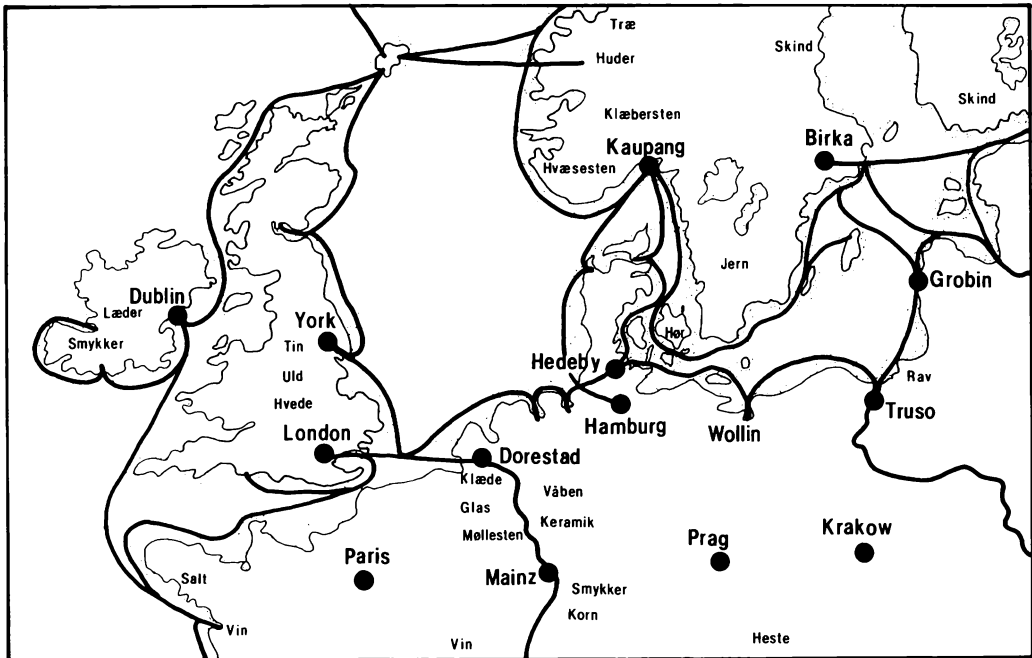 Træ
Huder
Skind
Skind
Klæbersten
Kaupang
Birka
Hvæsesten
Jern
Grobin
Dublin
Læder
Smykker
York
Tin
Uld
Hvede
Hør
Hedeby
Rav
Truso
Hamburg
Wollin
London
Dorestad
Klæde
Glas
Møllesten
Våben
Keramik
Prag
Krakow
Paris
Mainz
Smykker
Korn
Salt
Vin
Vin
Heste